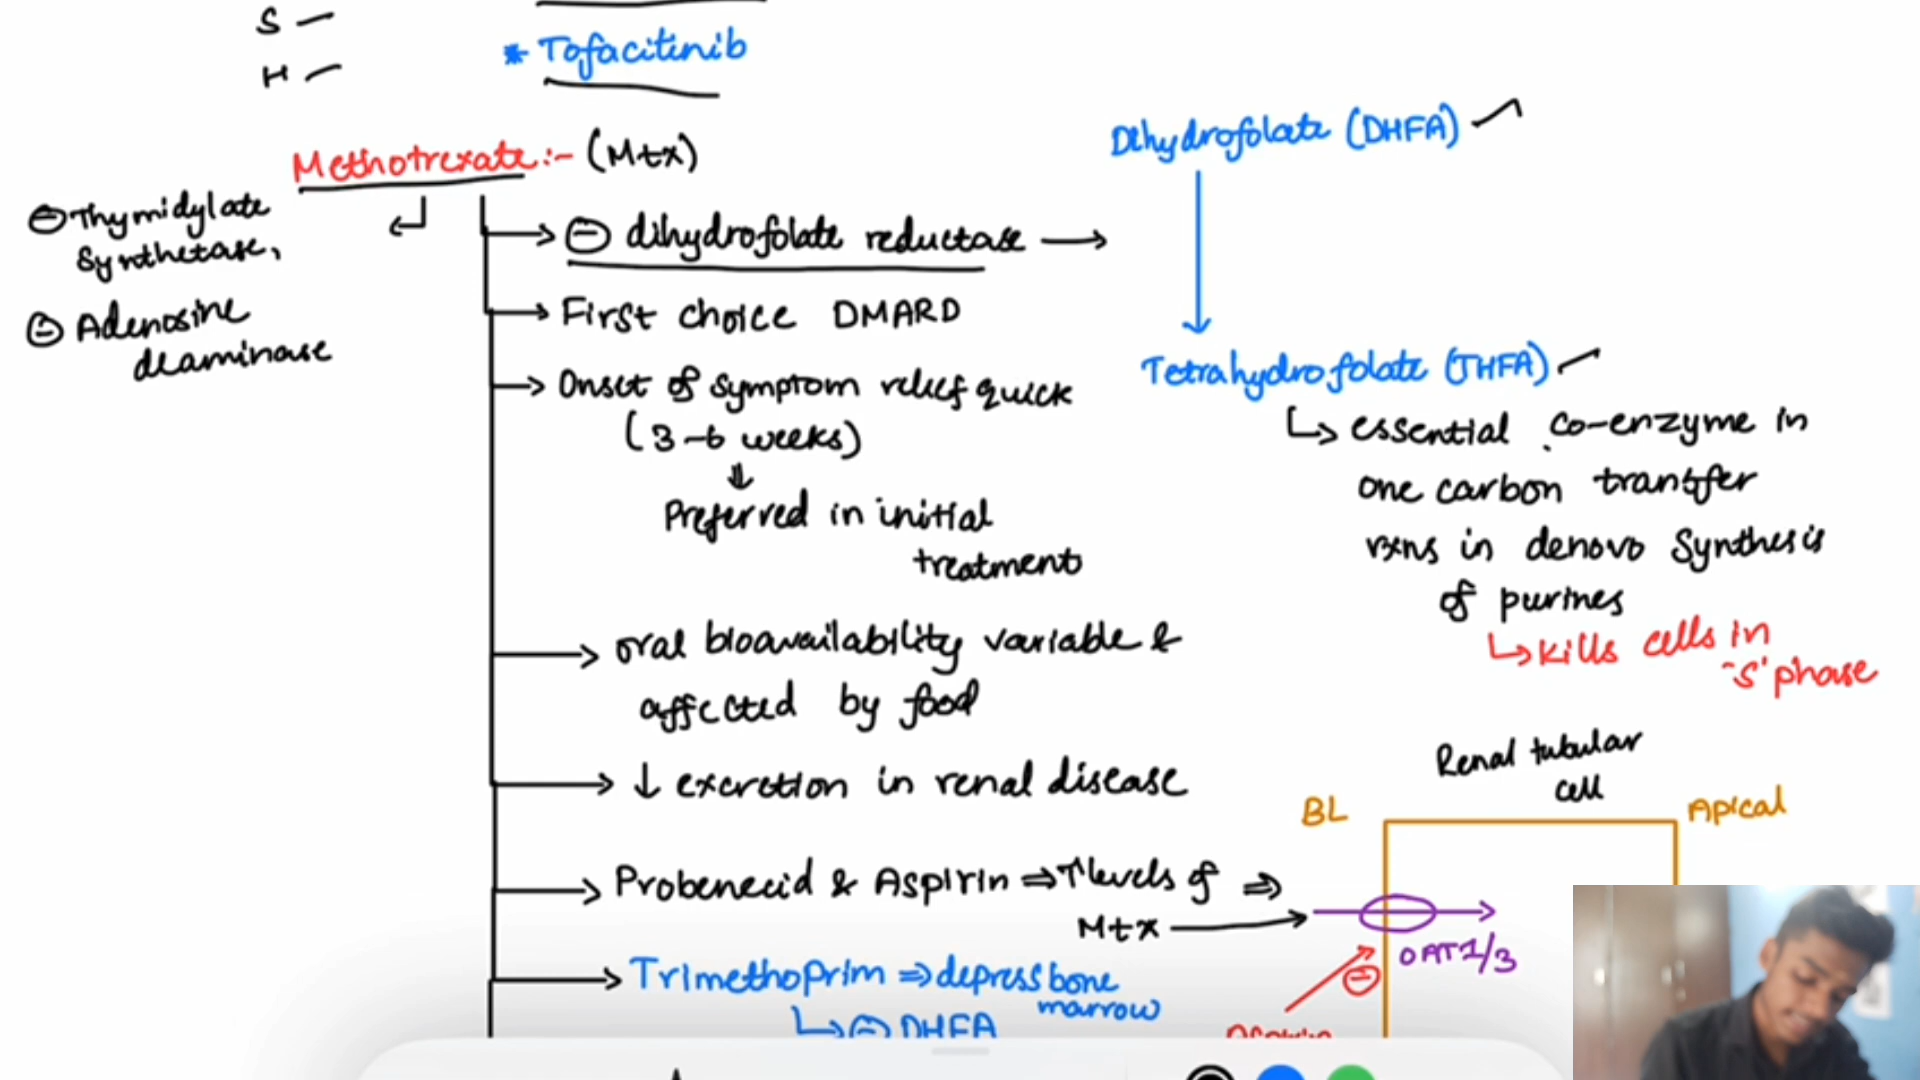 S –
H –
* Tofacitinib
Methotrexate:- (Mtx)
⊖ Thymidylate
Synthetase,
⊖ Adenosine
deaminase
→ ⊖ dihydrofolate reductase →
→ First choice DMARD
→ Onset of symptom relief quick
(3-6 weeks)
⇓
Preferred in initial
treatment
→ oral bioavailability variable &
affected by food
→ ↓ excretion in renal disease
→ Probenecid & Aspirin ⇒ ↑ levels of ⇒
Mtx →
→ Trimethoprim ⇒ depress bone
marrow
↳ ⊖ DHFA
Dihydrofolate (DHFA)
Tetrahydrofolate (THFA)
↳ essential co-enzyme in
one carbon transfer
rxns in denovo synthesis
of purines
↳ Kills cells in
'S' phase
Renal tubular
cell
BL
Apical
OAT1/3
⊖